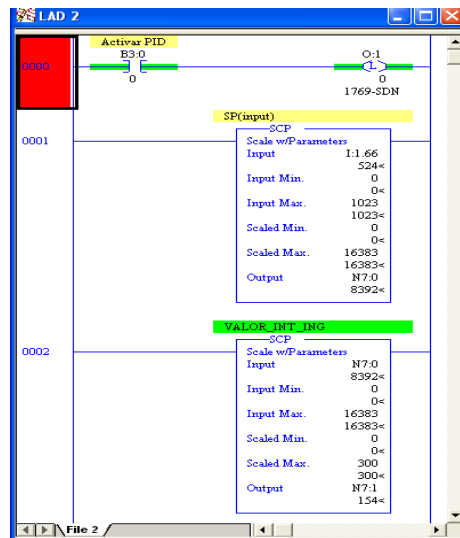 LAD 2
Activar PID
B3:0
O:1
0000
L
0
0
1769-SDN
SP(input)
SCP
0001
Scale w/Parameters
Input I:1.66
524<
Input Min. 0
0<
Input Max. 1023
1023<
Scaled Min. 0
0<
Scaled Max. 16383
16383<
Output N7:0
8392<
VALOR_INT_ING
SCP
0002
Scale w/Parameters
Input N7:0
8392<
Input Min. 0
0<
Input Max. 16383
16383<
Scaled Min. 0
0<
Scaled Max. 300
300<
Output N7:1
154<
File 2